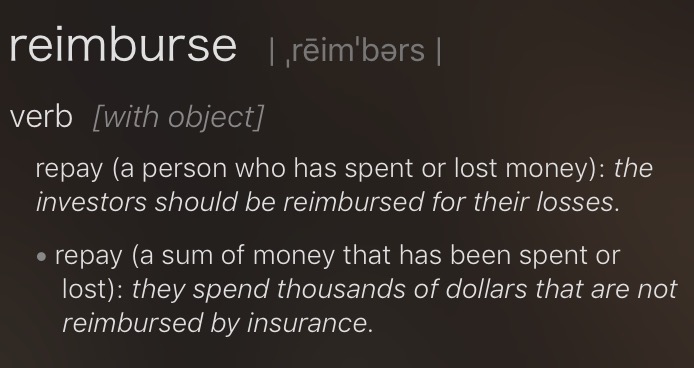 reimburse | ˌrēimˈbərs |
verb [with object]
repay (a person who has spent or lost money): the
investors should be reimbursed for their losses.
• repay (a sum of money that has been spent or
lost): they spend thousands of dollars that are not
reimbursed by insurance.